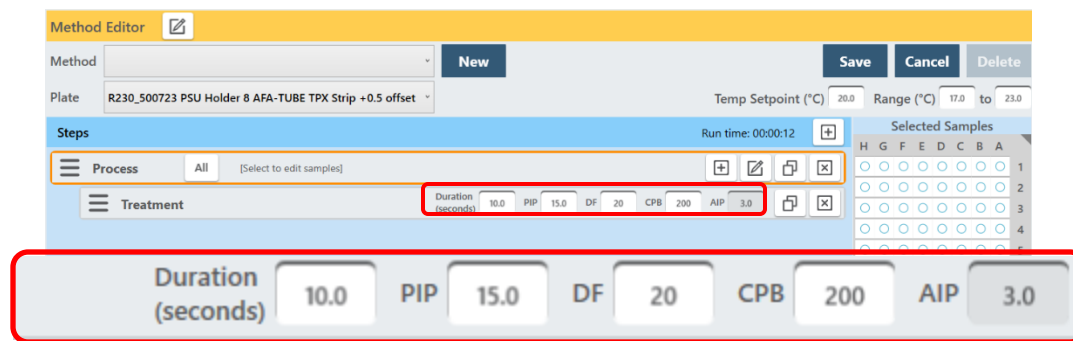 Method Editor
Method New Save Cancel Delete
Plate R230_500723 PSU Holder 8 AFA-TUBE TPX Strip +0.5 offset Temp Setpoint (°C) 20.0 Range (°C) 17.0 to 23.0
Steps Run time: 00:00:12 Selected Samples
H G F E D C B A
Process All [Select to edit samples] 1
2
Treatment Duration (seconds) 10.0 PIP 15.0 DF 20 CPB 200 AIP 3.0 3
4
Duration
(seconds) 10.0 PIP 15.0 DF 20 CPB 200 AIP 3.0